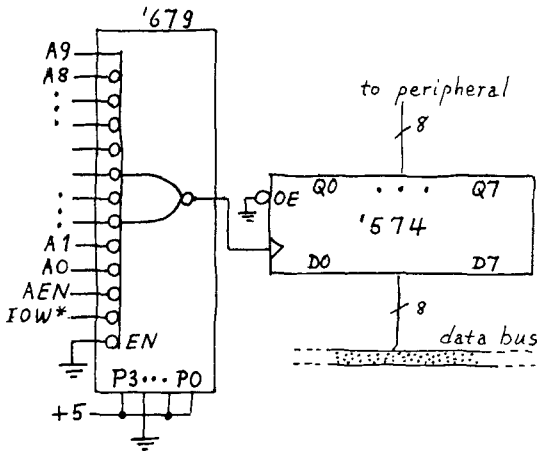 '679
A9
A8
A1
A0
AEN
IOW*
EN
P3 ••• P0
+5
to peripheral
8
OE
Q0 • • • Q7
'574
D0 D7
8
data bus